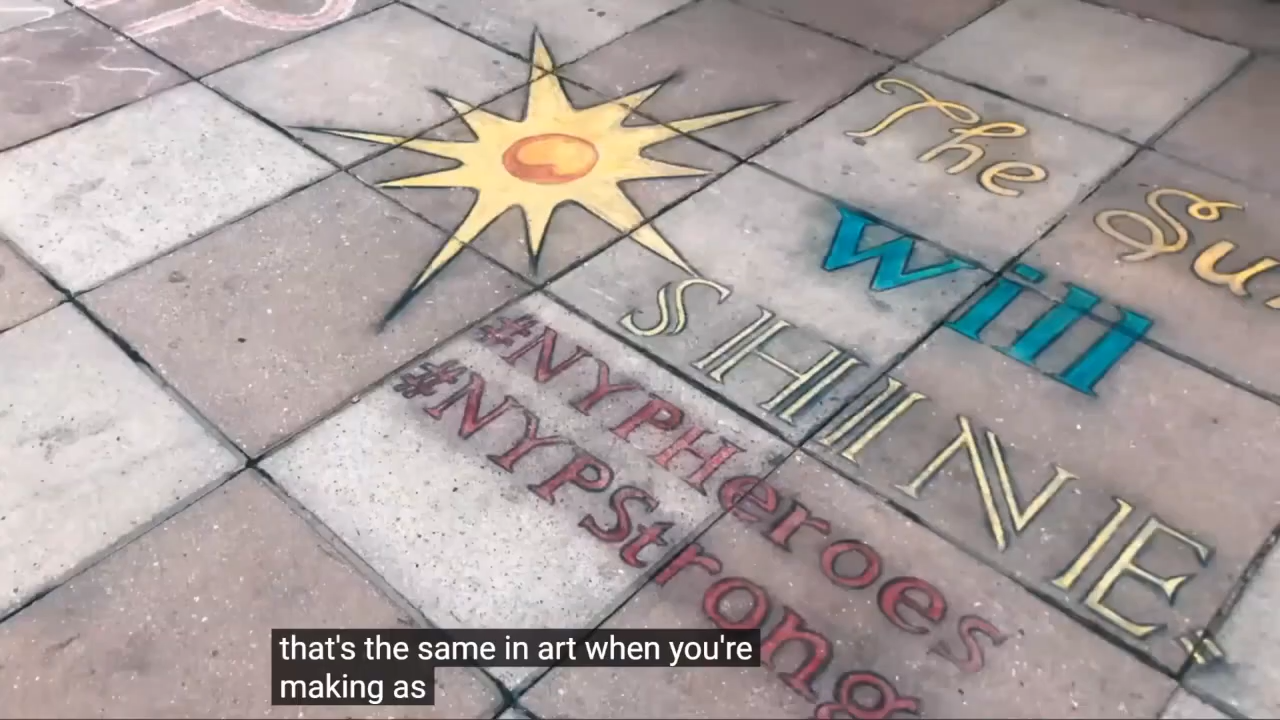 The Su
will
SHINE
#NYPHeroes
#NYPStrong
that's the same in art when you're
making as